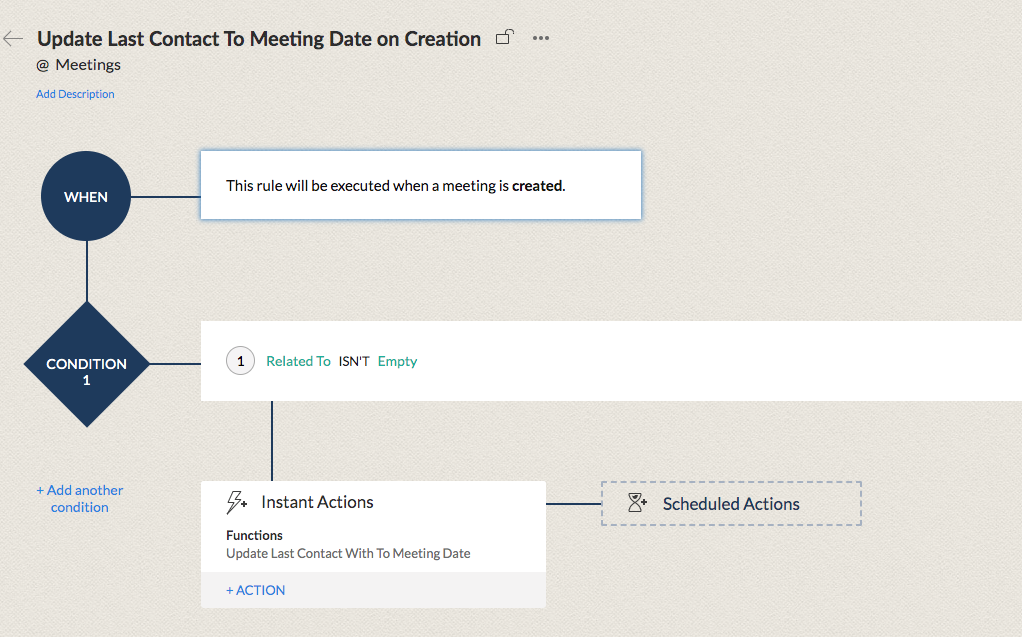 Update Last Contact To Meeting Date on Creation
@ Meetings
Add Description
WHEN
This rule will be executed when a meeting is created.
CONDITION
1
1 Related To ISN'T Empty
+ Add another
condition
Instant Actions
Scheduled Actions
Functions
Update Last Contact With To Meeting Date
+ ACTION